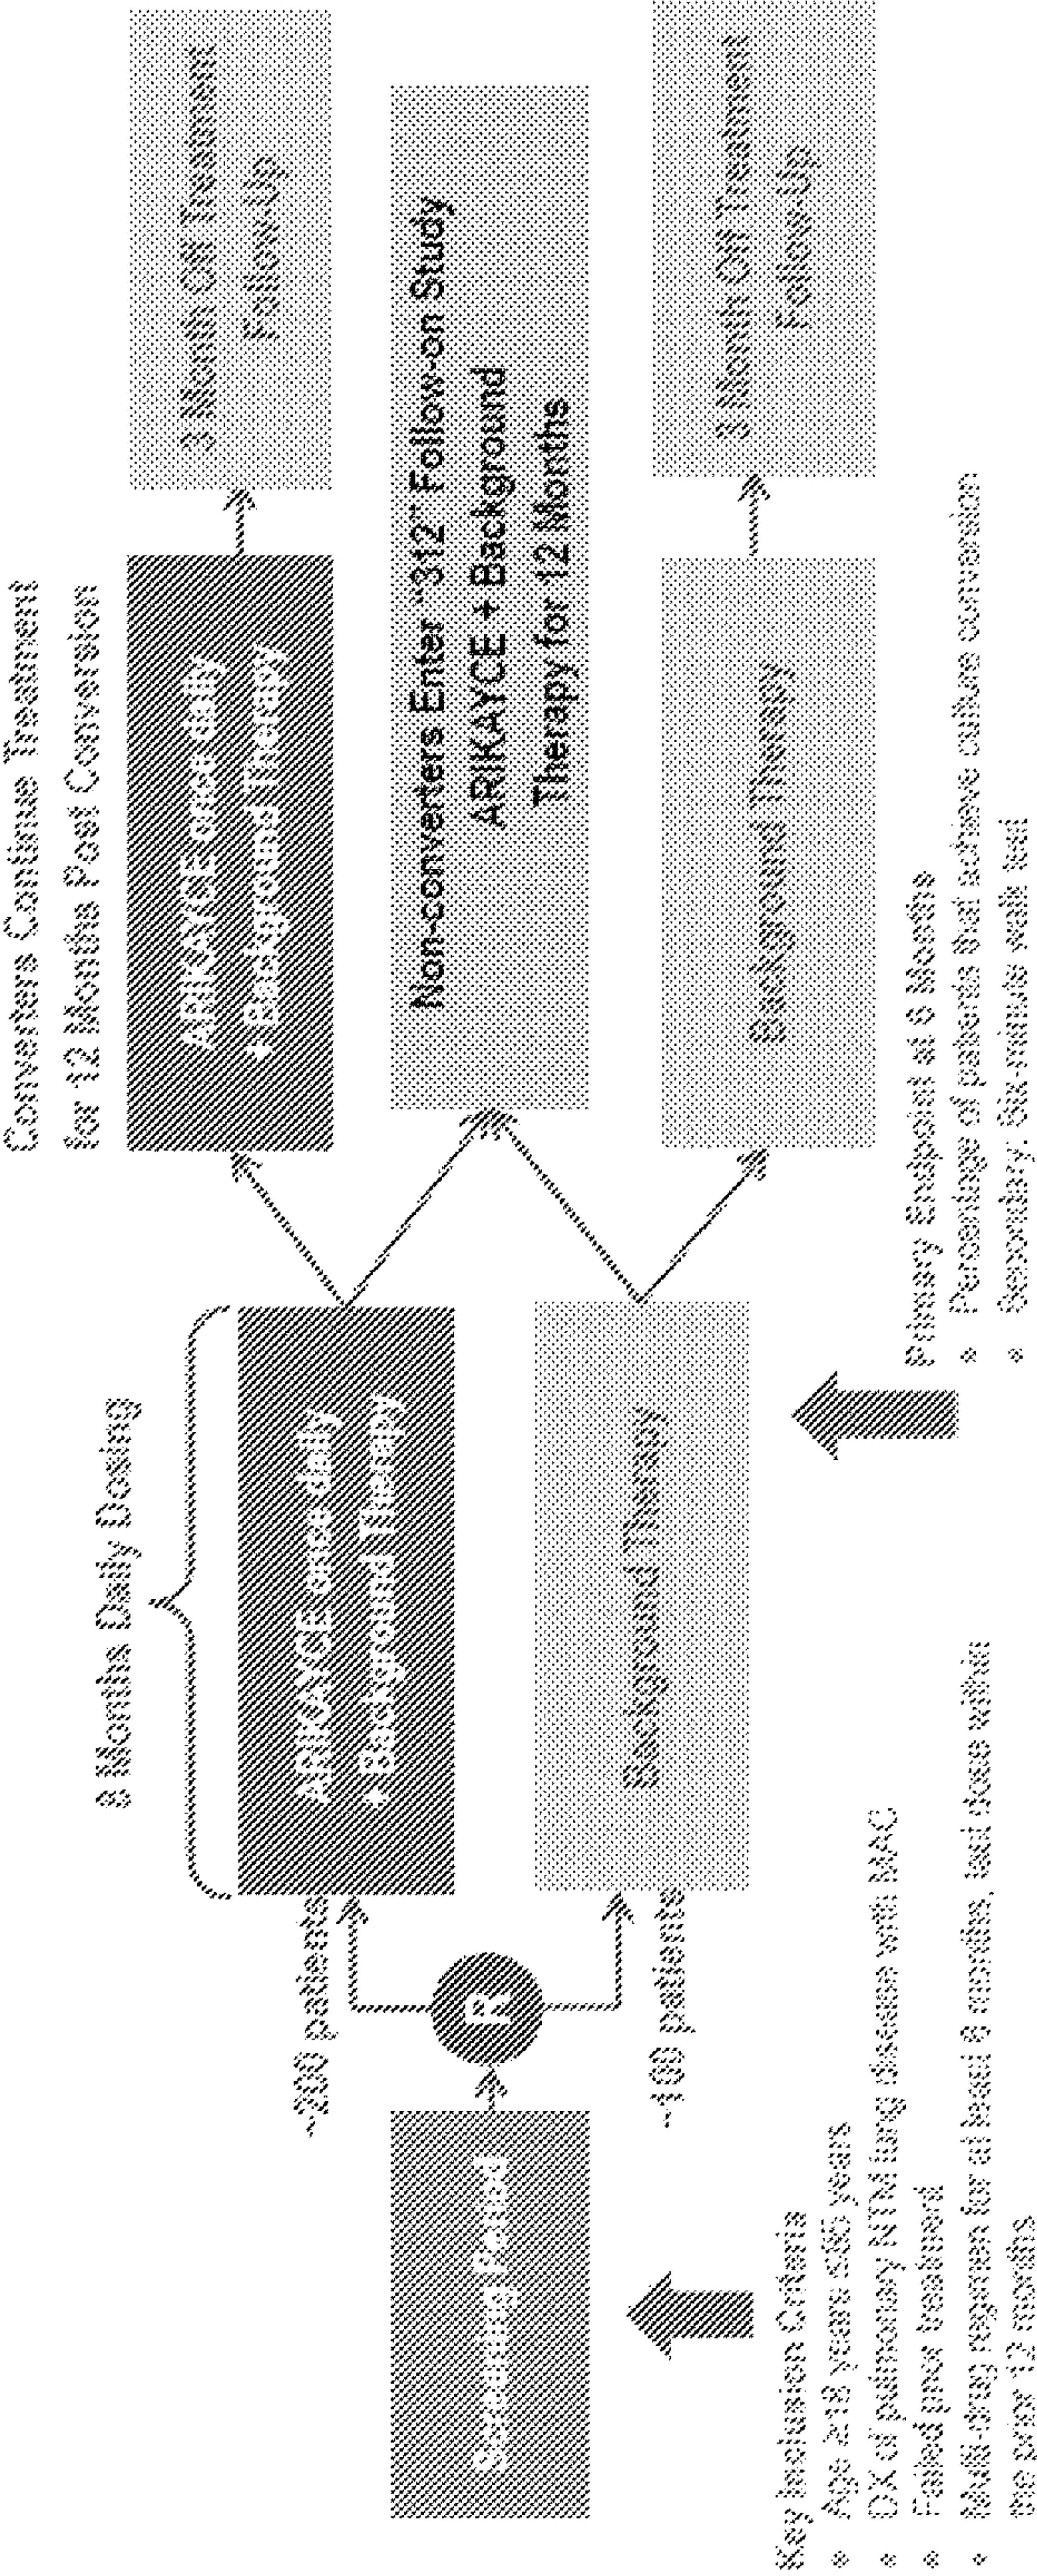 Converters Continue Treatment
for 12 Months Post Conversion
8 Months Daily Dosing
~200 patients
ARIKAYCE once daily
+ Background Therapy
ARIKAYCE once daily
+ Background Therapy
3 Month Off Treatment
Follow-Up
Screening Period
R
Non-converters Enter "312" Follow-on Study
ARIKAYCE + Background
Therapy for 12 Months
~100 patients
Background Therapy
Background Therapy
3 Month Off Treatment
Follow-Up
Key Inclusion Criteria
• Age ≥18 years years
• DX of pulmonary NTM lung disease with MAC
• Failed prior treatment
• Multi-drug regimen for at least 6 months, last dose within
the prior 12 months
Primary Endpoint at 6 Months
• Percentage of patients that achieve culture conversion
• Secondary: Six-minute walk test